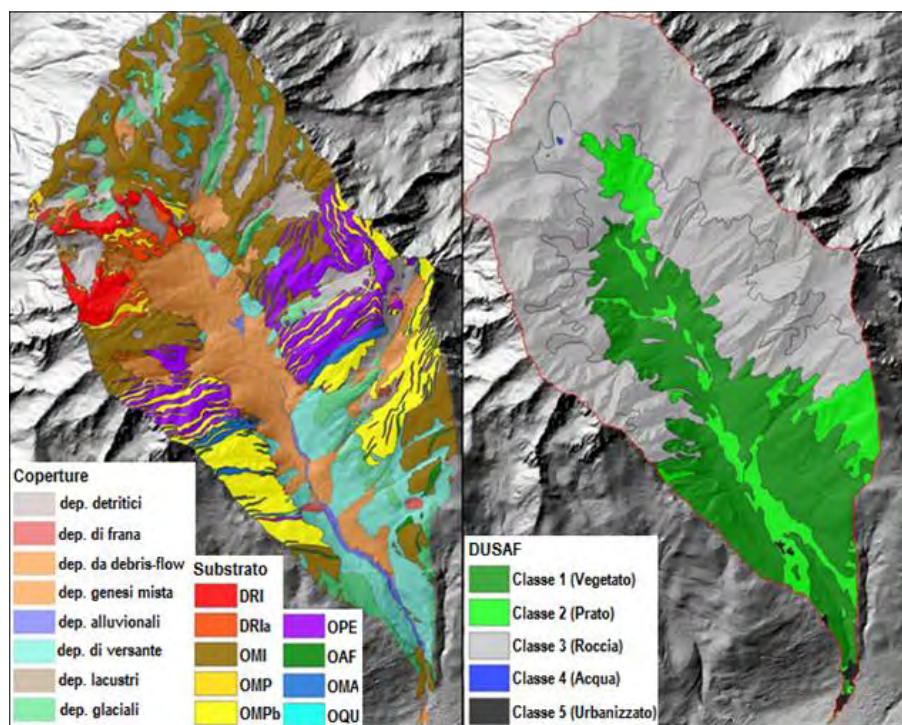 Coperture
dep. detritici
dep. di frana
dep. da debris-flow
dep. genesi mista
dep. alluvionali
dep. di versante
dep. lacustri
dep. glaciali
Substrato
DRI
DRIa
OMI
OMP
OMPb
OPE
OAF
OMA
OQU
DUSAF
Classe 1 (Vegetato)
Classe 2 (Prato)
Classe 3 (Roccia)
Classe 4 (Acqua)
Classe 5 (Urbanizzato)